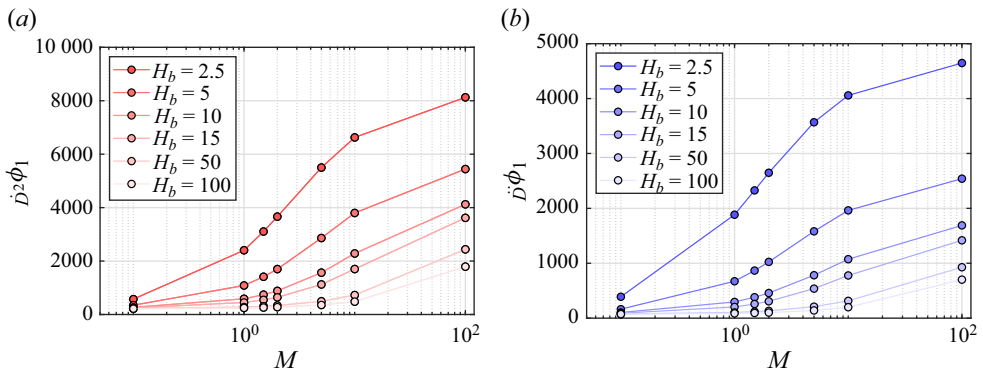 (a)
10 000
8000
6000
4000
2000
0
Ḋ²ϕ₁
H_b = 2.5
H_b = 5
H_b = 10
H_b = 15
H_b = 50
H_b = 100
10⁰ 10²
M
(b)
5000
4000
3000
2000
1000
0
D̈ϕ₁
H_b = 2.5
H_b = 5
H_b = 10
H_b = 15
H_b = 50
H_b = 100
10⁰ 10²
M